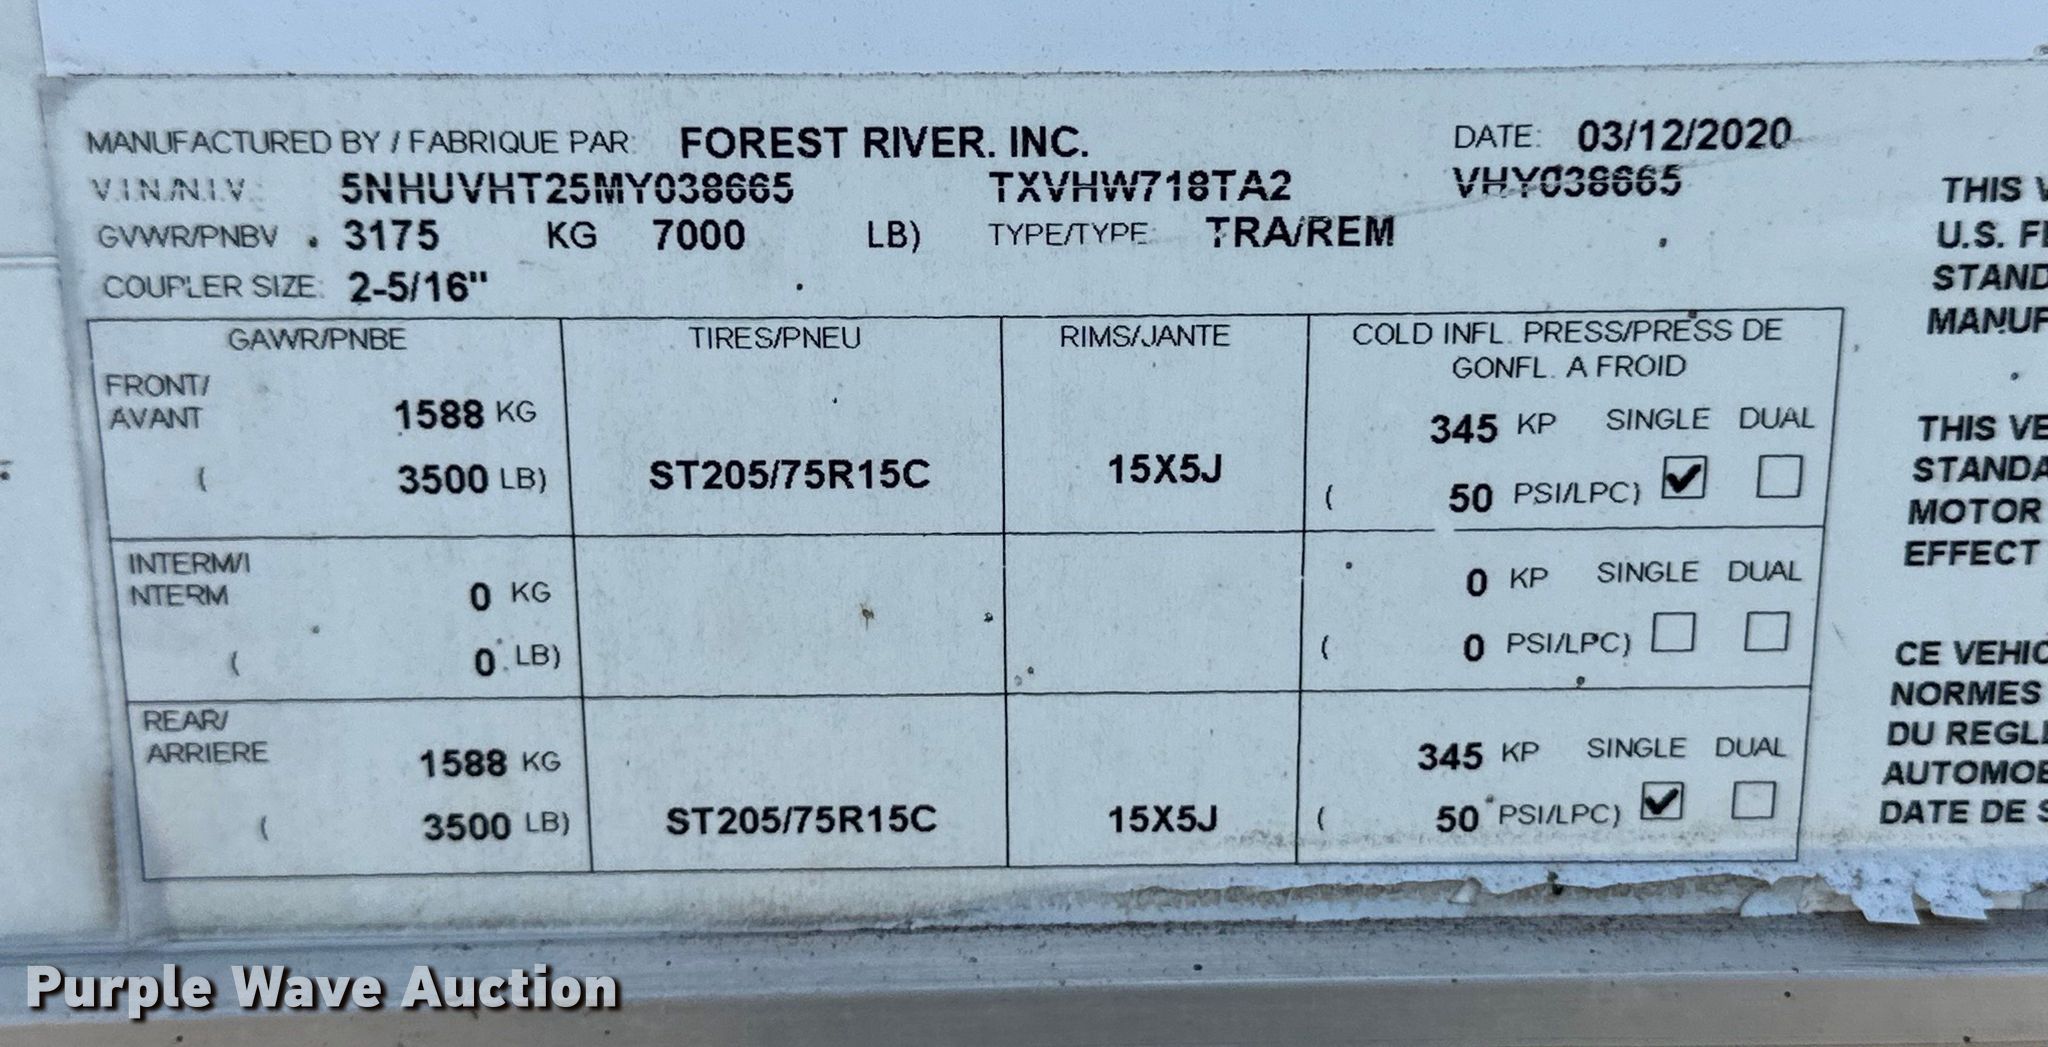 MANUFACTURED BY / FABRIQUE PAR: FOREST RIVER. INC. DATE: 03/12/2020
V.I.N./N.I.V.: 5NHUVHT25MY038665 TXVHW718TA2 VHY038665
GVWR/PNBV 3175 KG 7000 LB) TYPE/TYPE: TRA/REM
COUPLER SIZE: 2-5/16"
GAWR/PNBE TIRES/PNEU RIMS/JANTE COLD INFL. PRESS/PRESS DE
GONFL. A FROID
FRONT/
AVANT 1588 KG 345 KP SINGLE DUAL
( 3500 LB) ST205/75R15C 15X5J ( 50 PSI/LPC)
INTERM/I
NTERM 0 KG 0 KP SINGLE DUAL
( 0 LB) ( 0 PSI/LPC)
REAR/
ARRIERE 1588 KG 345 KP SINGLE DUAL
( 3500 LB) ST205/75R15C 15X5J ( 50 PSI/LPC)
THIS V
U.S. FE
STAND
MANUF
THIS VE
STANDA
MOTOR
EFFECT
CE VEHIC
NORMES
DU REGLE
AUTOMOB
DATE DE S
Purple Wave Auction